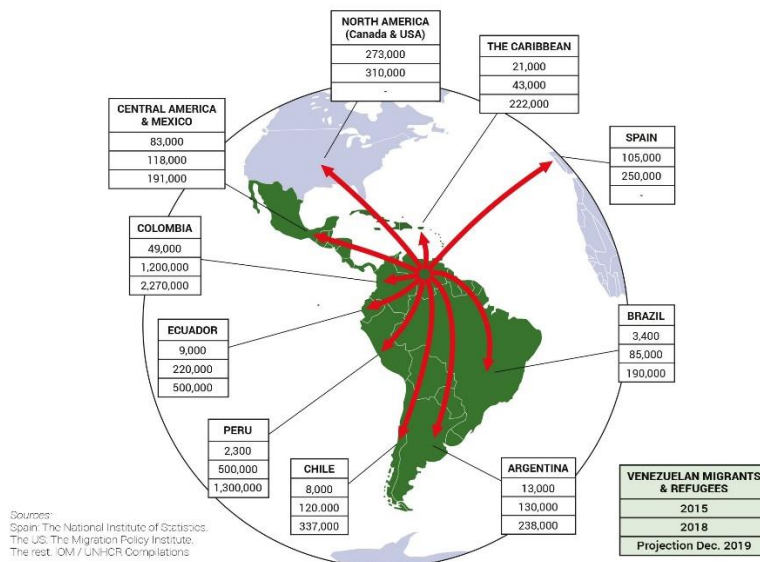 NORTH AMERICA
(Canada & USA)
273,000
310,000
-
THE CARIBBEAN
21,000
43,000
222,000
CENTRAL AMERICA
& MEXICO
83,000
118,000
191,000
SPAIN
105,000
250,000
-
COLOMBIA
49,000
1,200,000
2,270,000
ECUADOR
9,000
220,000
500,000
BRAZIL
3,400
85,000
190,000
PERU
2,300
500,000
1,300,000
CHILE
8,000
120.000
337,000
ARGENTINA
13,000
130,000
238,000
VENEZUELAN MIGRANTS
& REFUGEES
2015
2018
Projection Dec. 2019
Sources:
Spain: The National Institute of Statistics.
The US: The Migration Policy Institute.
The rest: IOM / UNHCR Compilations